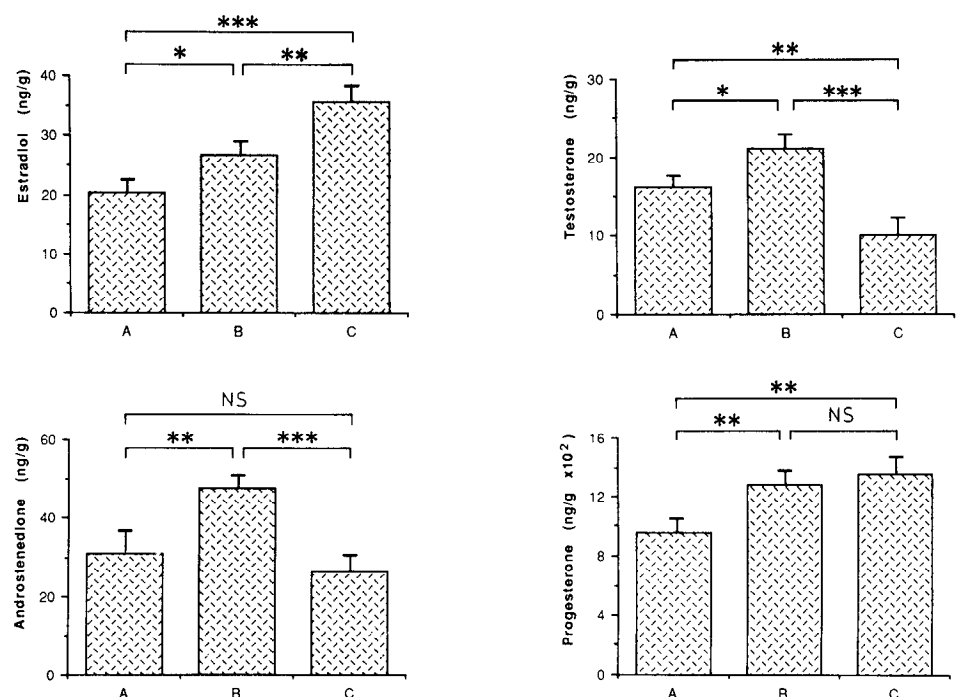 ***
* **
Estradiol (ng/g)
40
30
20
10
0
A B C
**
* ***
Testosterone (ng/g)
30
20
10
0
A B C
NS
** ***
Androstenedione (ng/g)
60
40
20
0
A B C
**
** NS
Progesterone (ng/g x10²)
16
12
8
4
0
A B C